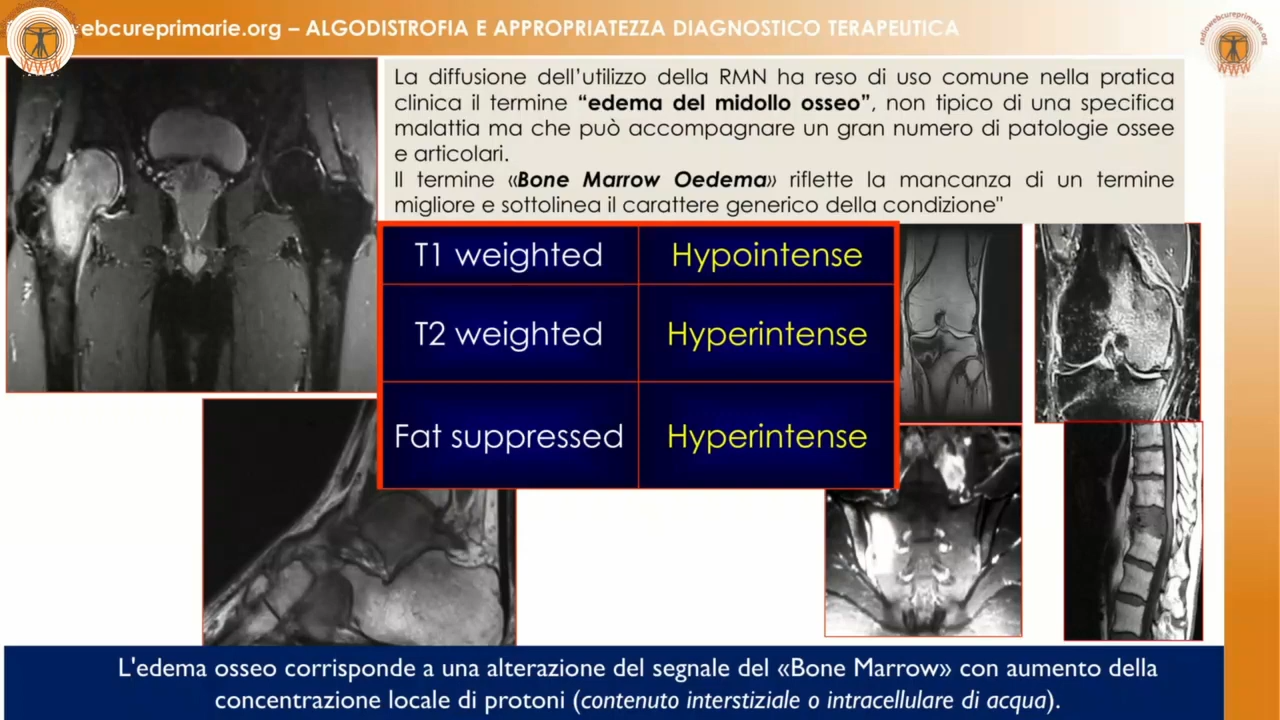 ebcureprimarie.org – ALGODISTROFIA E APPROPRIATEZZA DIAGNOSTICO TERAPEUTICA
WWW
radiowebcureprimarie.org
WWW
La diffusione dell'utilizzo della RMN ha reso di uso comune nella pratica
clinica il termine “edema del midollo osseo”, non tipico di una specifica
malattia ma che può accompagnare un gran numero di patologie ossee
e articolari.
Il termine «Bone Marrow Oedema» riflette la mancanza di un termine
migliore e sottolinea il carattere generico della condizione"
T1 weighted Hypointense
T2 weighted Hyperintense
Fat suppressed Hyperintense
L'edema osseo corrisponde a una alterazione del segnale del «Bone Marrow» con aumento della
concentrazione locale di protoni (contenuto interstiziale o intracellulare di acqua).